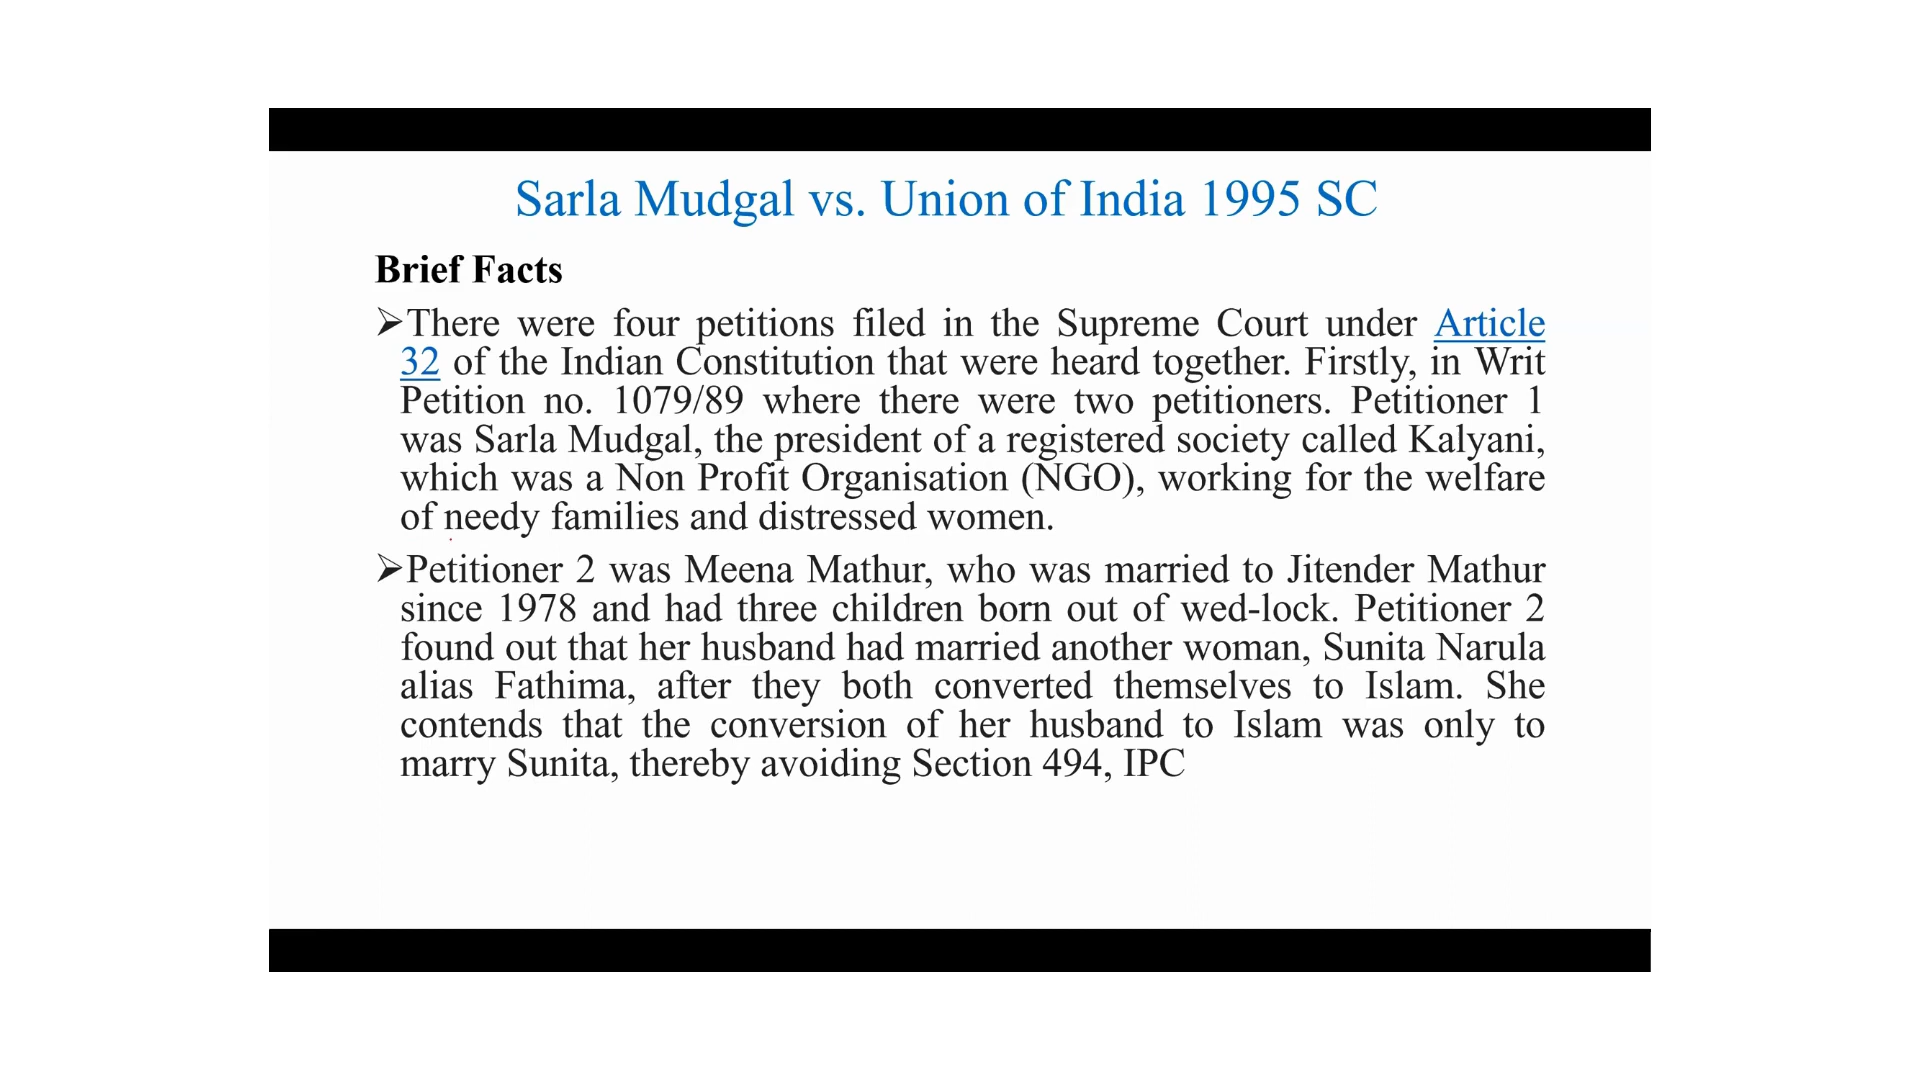 Sarla Mudgal vs. Union of India 1995 SC
Brief Facts
➢There were four petitions filed in the Supreme Court under Article
32 of the Indian Constitution that were heard together. Firstly, in Writ
Petition no. 1079/89 where there were two petitioners. Petitioner 1
was Sarla Mudgal, the president of a registered society called Kalyani,
which was a Non Profit Organisation (NGO), working for the welfare
of needy families and distressed women.
➢Petitioner 2 was Meena Mathur, who was married to Jitender Mathur
since 1978 and had three children born out of wed-lock. Petitioner 2
found out that her husband had married another woman, Sunita Narula
alias Fathima, after they both converted themselves to Islam. She
contends that the conversion of her husband to Islam was only to
marry Sunita, thereby avoiding Section 494, IPC